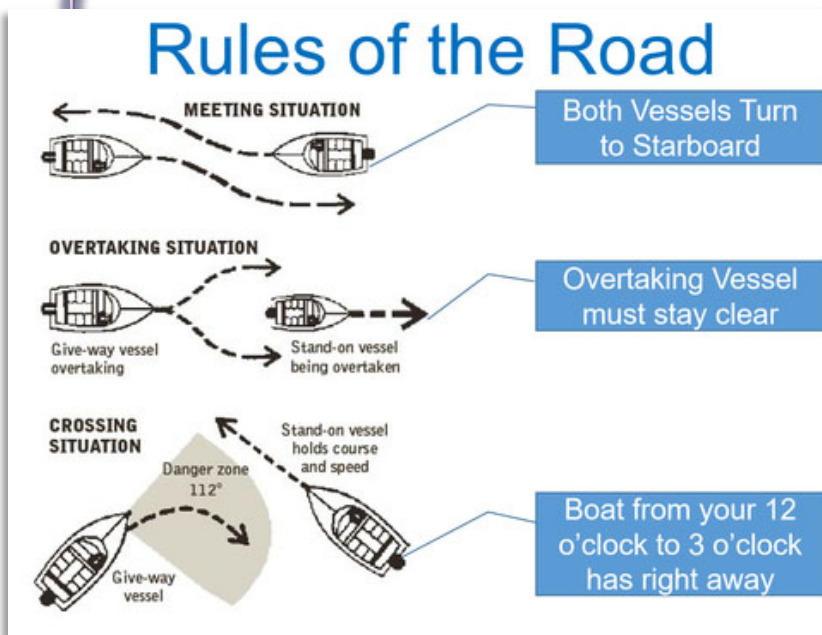 Rules of the Road
MEETING SITUATION
Both Vessels Turn
to Starboard
OVERTAKING SITUATION
Overtaking Vessel
must stay clear
Give-way vessel
overtaking
Stand-on vessel
being overtaken
CROSSING
SITUATION
Stand-on vessel
holds course
and speed
Danger zone
112°
Give-way
vessel
Boat from your 12
o'clock to 3 o'clock
has right away